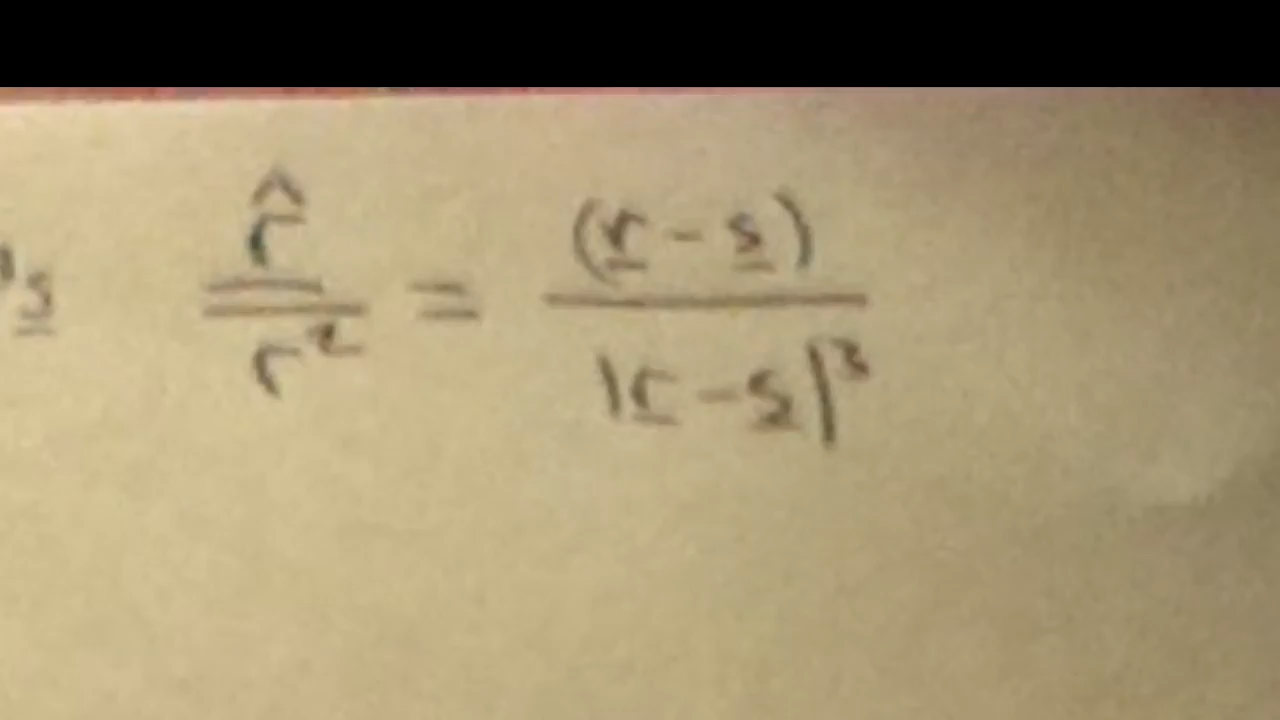 s r̂/r² = (r - s)/|r - s|³